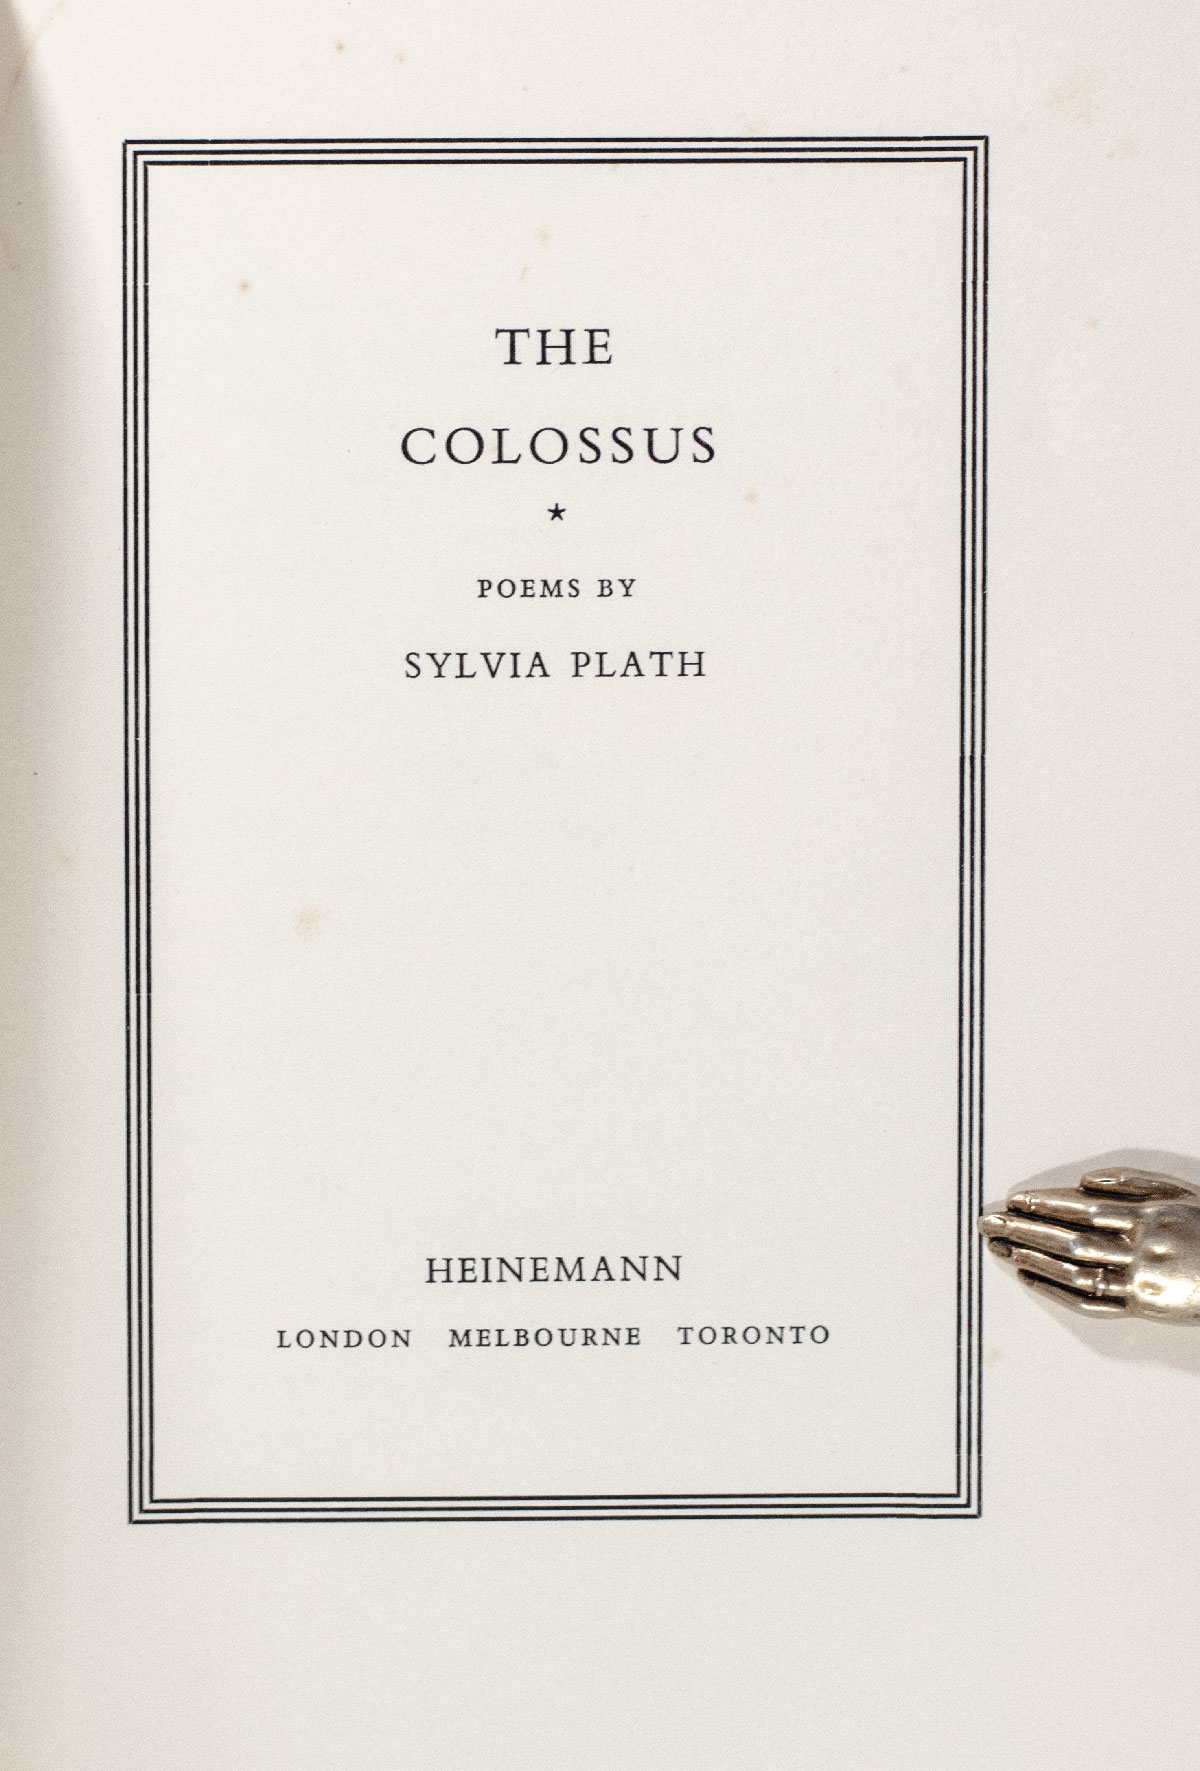 THE
COLOSSUS
★
POEMS BY
SYLVIA PLATH
HEINEMANN
LONDON MELBOURNE TORONTO